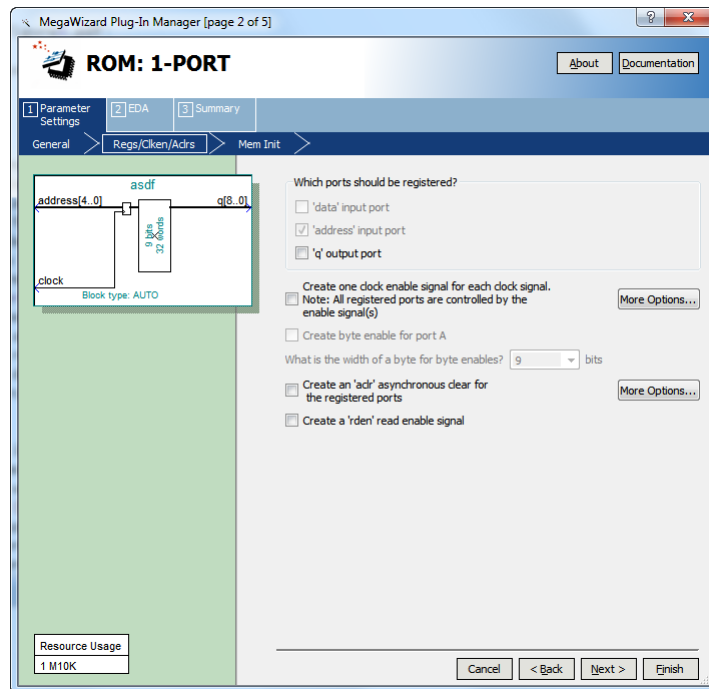 MegaWizard Plug-In Manager [page 2 of 5]
ROM: 1-PORT
About
Documentation
1 Parameter Settings
2 EDA
3 Summary
General
Regs/Clken/Aclrs
Mem Init
asdf
address[4..0]
q[8..0]
9 bits
32 words
clock
Block type: AUTO
Which ports should be registered?
'data' input port
'address' input port
'q' output port
Create one clock enable signal for each clock signal.
Note: All registered ports are controlled by the
enable signal(s)
More Options...
Create byte enable for port A
What is the width of a byte for byte enables?
9
bits
Create an 'aclr' asynchronous clear for
the registered ports
More Options...
Create a 'rden' read enable signal
Resource Usage
1 M10K
Cancel
< Back
Next >
Finish